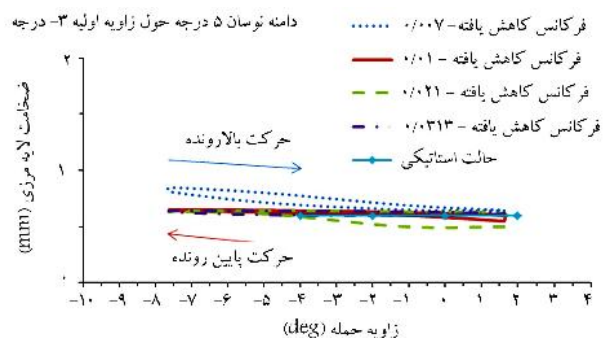 دامنه نوسان ۵ درجه حول زاویه اولیه ۳- درجه
فرکانس کاهش یافته- ۰/۰۰۷
فرکانس کاهش یافته - ۰/۰۱
فرکانس کاهش یافته - ۰/۰۲۱
فرکانس کاهش یافته - ۰/۰۳۱۳
حالت استاتیکی
ضخامت لایه مرزی (mm)
۲
۱
۰
حرکت بالارونده
حرکت پایین رونده
-۱۰ -۹ -۸ -۷ -۶ -۵ -۴ -۳ -۲ -۱ ۰ ۱ ۲ ۳ ۴
زاویه حمله (deg)